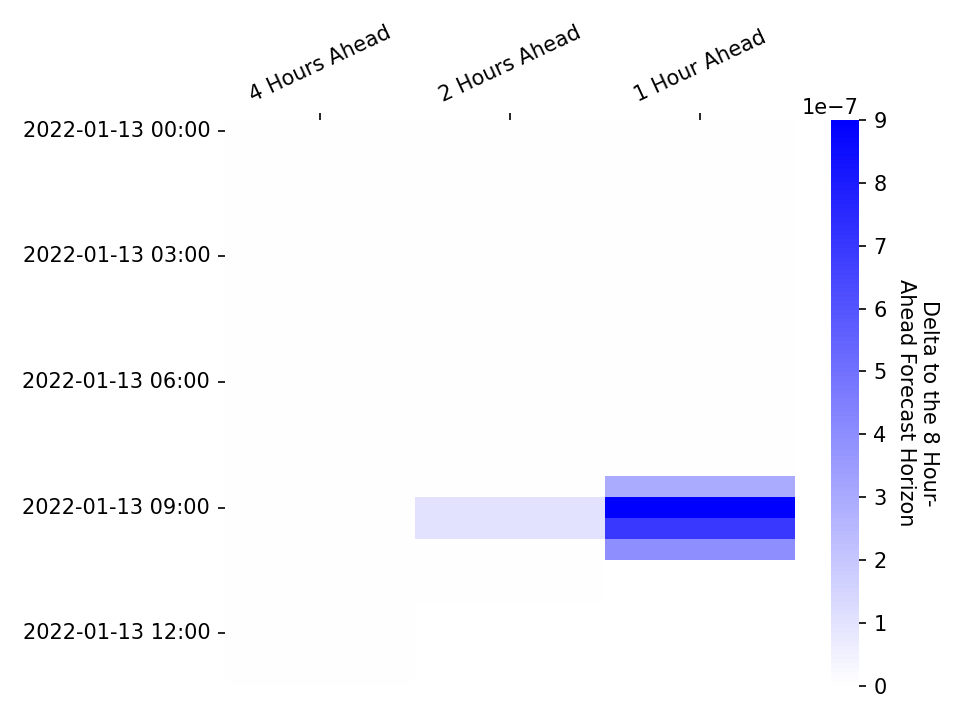 4 Hours Ahead
2 Hours Ahead
1 Hour Ahead
1e−7
2022-01-13 00:00
2022-01-13 03:00
2022-01-13 06:00
2022-01-13 09:00
2022-01-13 12:00
9
8
7
6
5
4
3
2
1
0
Delta to the 8 Hour-
Ahead Forecast Horizon